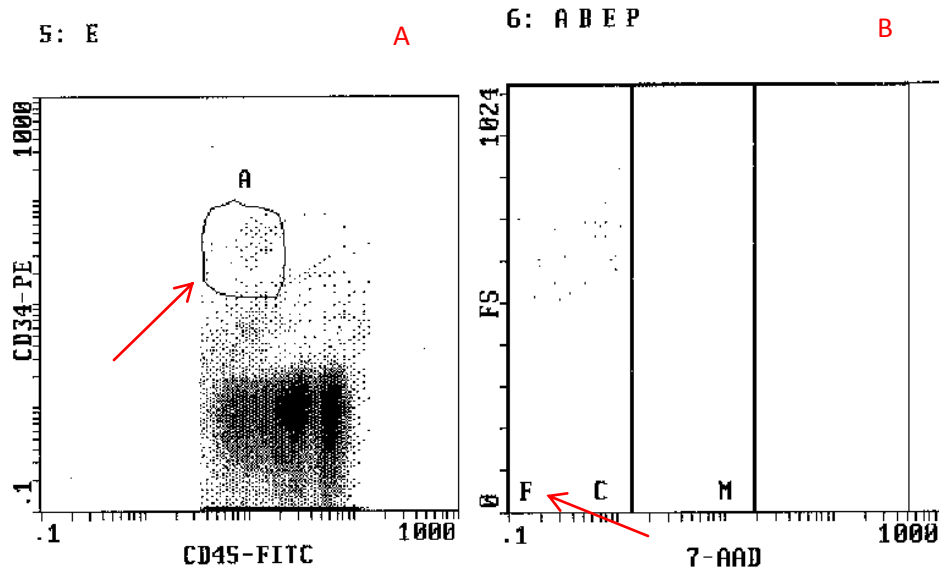 5: E
A
1000
A
CD34-PE
.1
.1
1000
CD45-FITC
6: A B E P
B
1024
FS
0
F
C
M
.1
1000
7-AAD